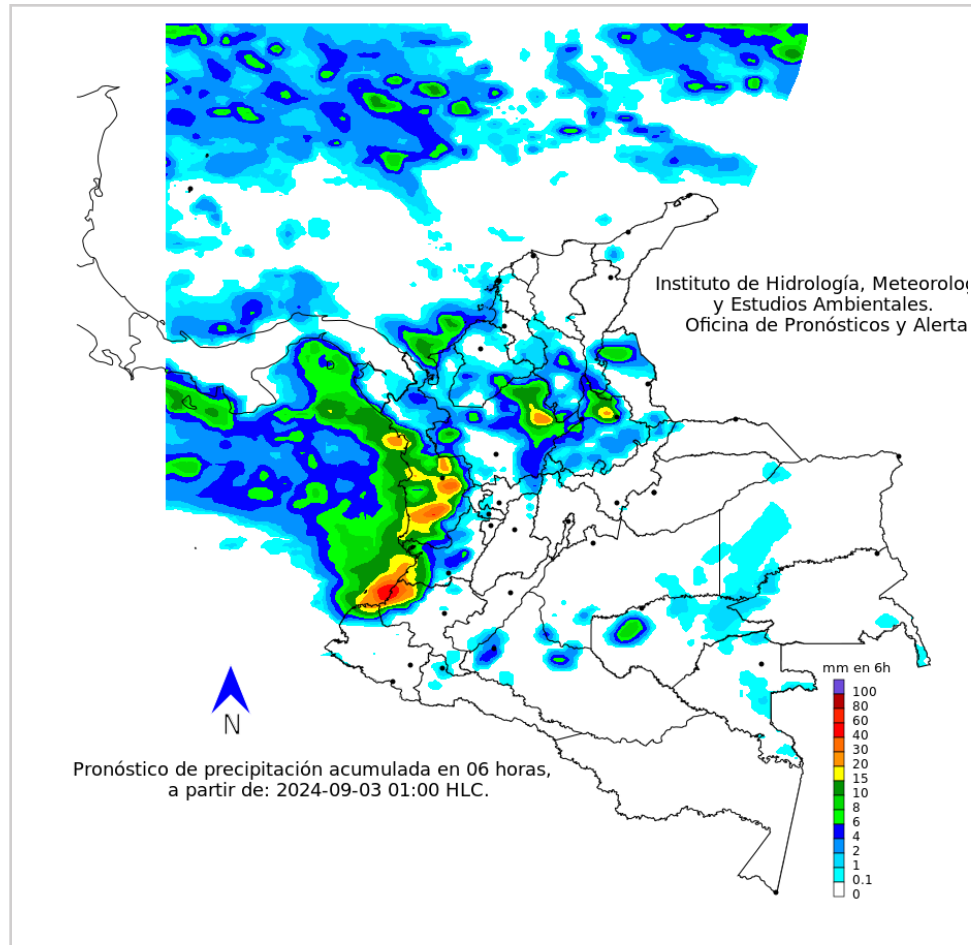 Instituto de Hidrología, Meteorolog
y Estudios Ambientales.
Oficina de Pronósticos y Alerta
mm en 6h
100
80
60
40
30
20
15
10
8
6
4
2
1
0.1
0
N
Pronóstico de precipitación acumulada en 06 horas,
a partir de: 2024-09-03 01:00 HLC.